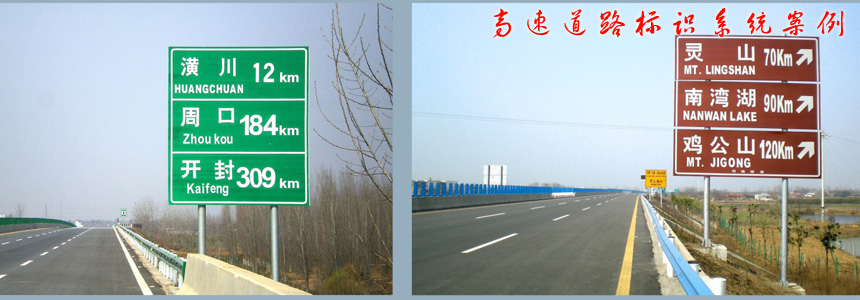 潢川 12 km
HUANGCHUAN
周口 184 km
Zhou kou
开封 309 km
Kaifeng
高速道路标识系统案例
灵山 70Km
MT. LINGSHAN
南湾湖 90Km
NANWAN LAKE
鸡公山 120Km
MT. JIGONG